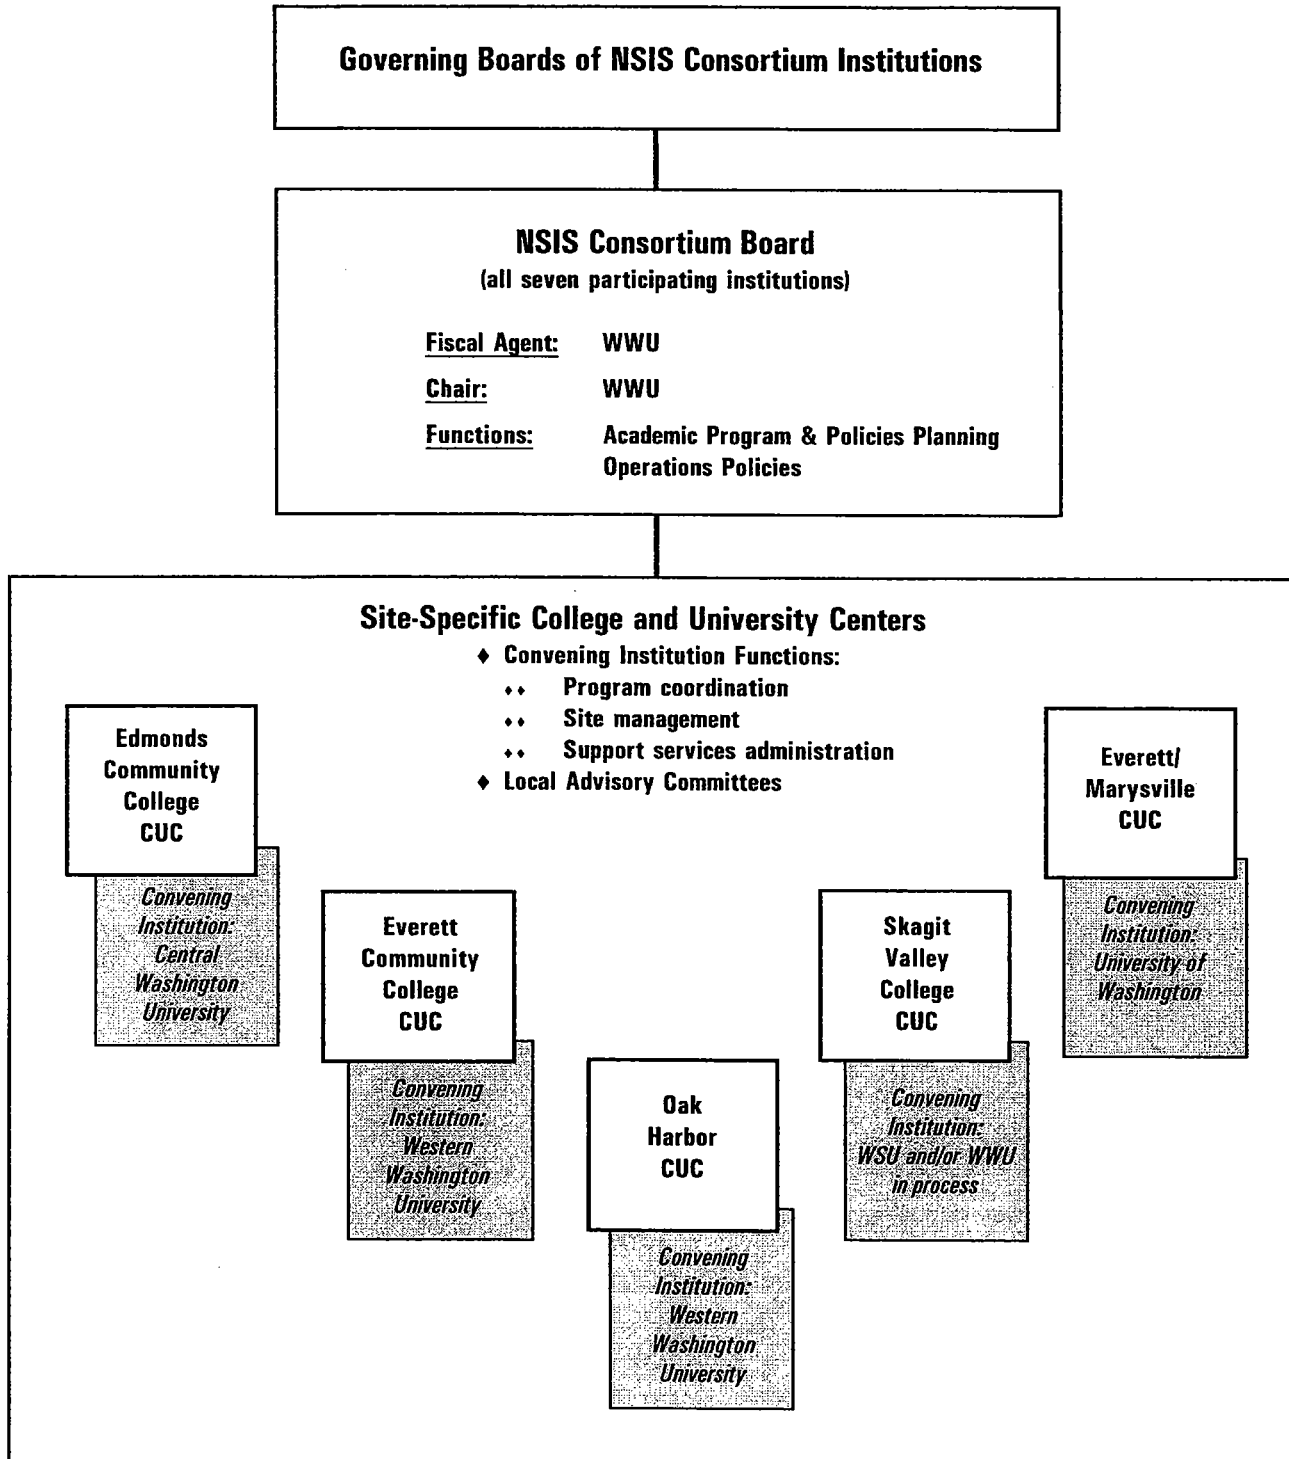 Governing Boards of NSIS Consortium Institutions
NSIS Consortium Board
(all seven participating institutions)
Fiscal Agent: WWU
Chair: WWU
Functions: Academic Program & Policies Planning
Operations Policies
Site-Specific College and University Centers
♦ Convening Institution Functions:
♦♦ Program coordination
♦♦ Site management
♦♦ Support services administration
♦ Local Advisory Committees
Edmonds
Community
College
CUC
Convening
Institution:
Central
Washington
University
Everett
Community
College
CUC
Convening
Institution:
Western
Washington
University
Oak
Harbor
CUC
Convening
Institution:
Western
Washington
University
Skagit
Valley
College
CUC
Convening
Institution:
WSU and/or WWU
in process
Everett/
Marysville
CUC
Convening
Institution:
University of
Washington